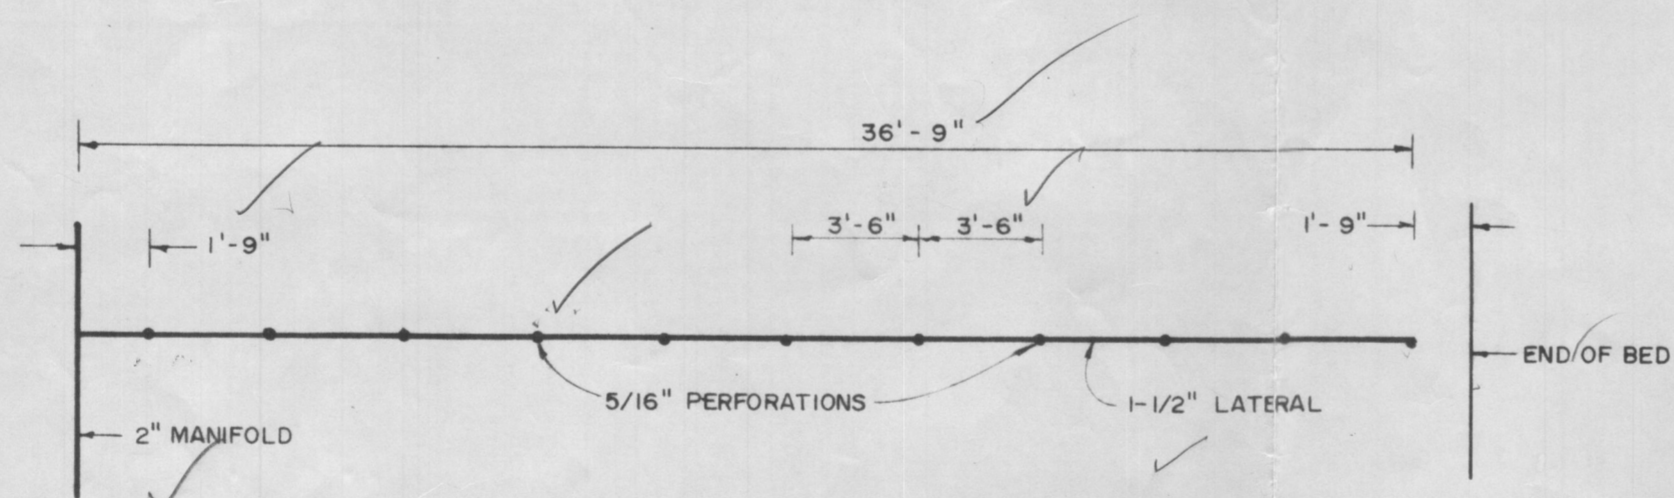 36'- 9"
1'-9"
3'-6"
3'-6"
1'- 9"
END OF BED
5/16" PERFORATIONS
1-1/2" LATERAL
2" MANIFOLD